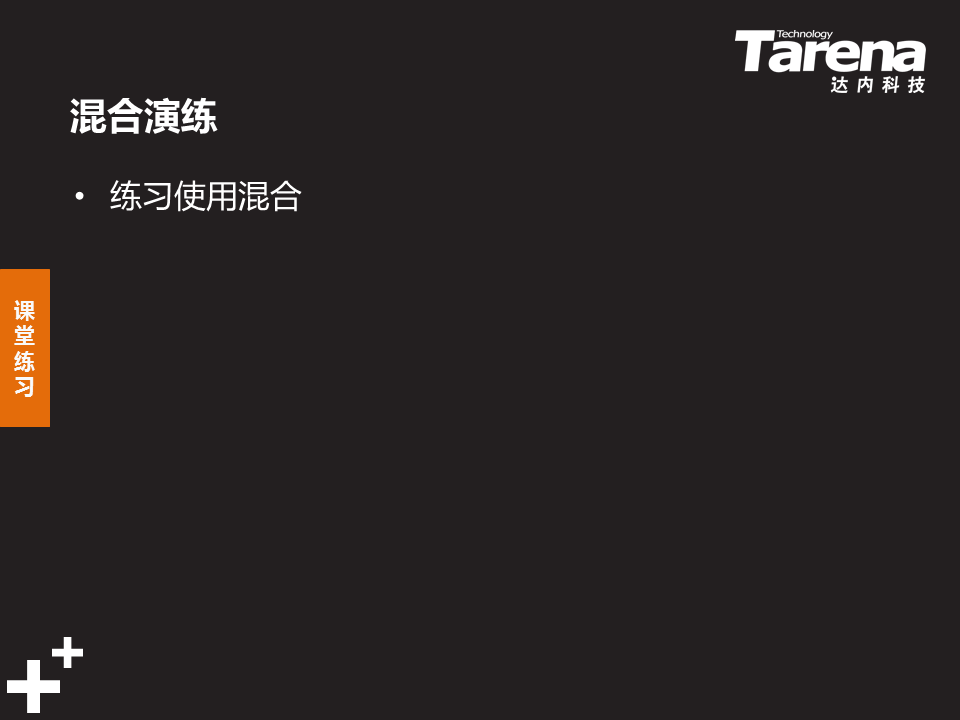 Technology
Tarena
达内科技
混合演练
• 练习使用混合
课堂练习